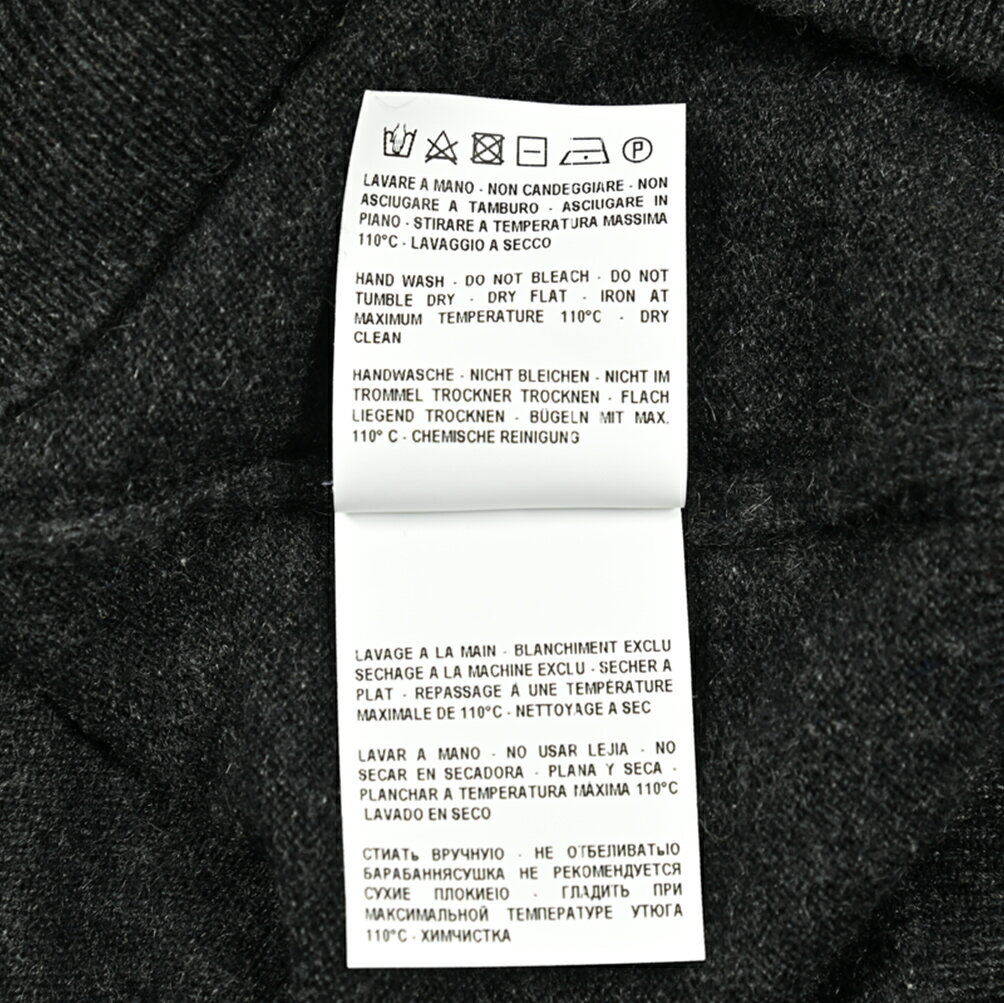 P
LAVARE A MANO - NON CANDEGGIARE - NON
ASCIUGARE A TAMBURO - ASCIUGARE IN
PIANO - STIRARE A TEMPERATURA MASSIMA
110°C - LAVAGGIO A SECCO
HAND WASH - DO NOT BLEACH - DO NOT
TUMBLE DRY - DRY FLAT - IRON AT
MAXIMUM TEMPERATURE 110°C - DRY
CLEAN
HANDWASCHE - NICHT BLEICHEN - NICHT IM
TROMMEL TROCKNER TROCKNEN - FLACH
LIEGEND TROCKNEN - BÜGELN MIT MAX.
110° C - CHEMISCHE REINIGUNG
LAVAGE A LA MAIN - BLANCHIMENT EXCLU
SECHAGE A LA MACHINE EXCLU - SECHER A
PLAT - REPASSAGE Á UNE TEMPÉRATURE
MAXIMALE DE 110°C - NETTOYAGE A SEC
LAVAR A MANO - NO USAR LEJIA - NO
SECAR EN SECADORA - PLANA Y SECA -
PLANCHAR A TEMPERATURA MÁXIMA 110°C
LAVADO EN SECO
СТИАТЬ ВРУЧНУЮ - НЕ ОТБЕЛИВАТЬІО
БАРАБАННЯСУШКА НЕ РЕКОМЕНДУЕТСЯ
СУХИЕ ПЛОКИЕІО - ГЛАДИТЬ ПРИ
МАКСИМАЛЬНОЙ ТЕМПЕРАТУРЕ УТЮГА
110°C - ХИМЧИСТКА